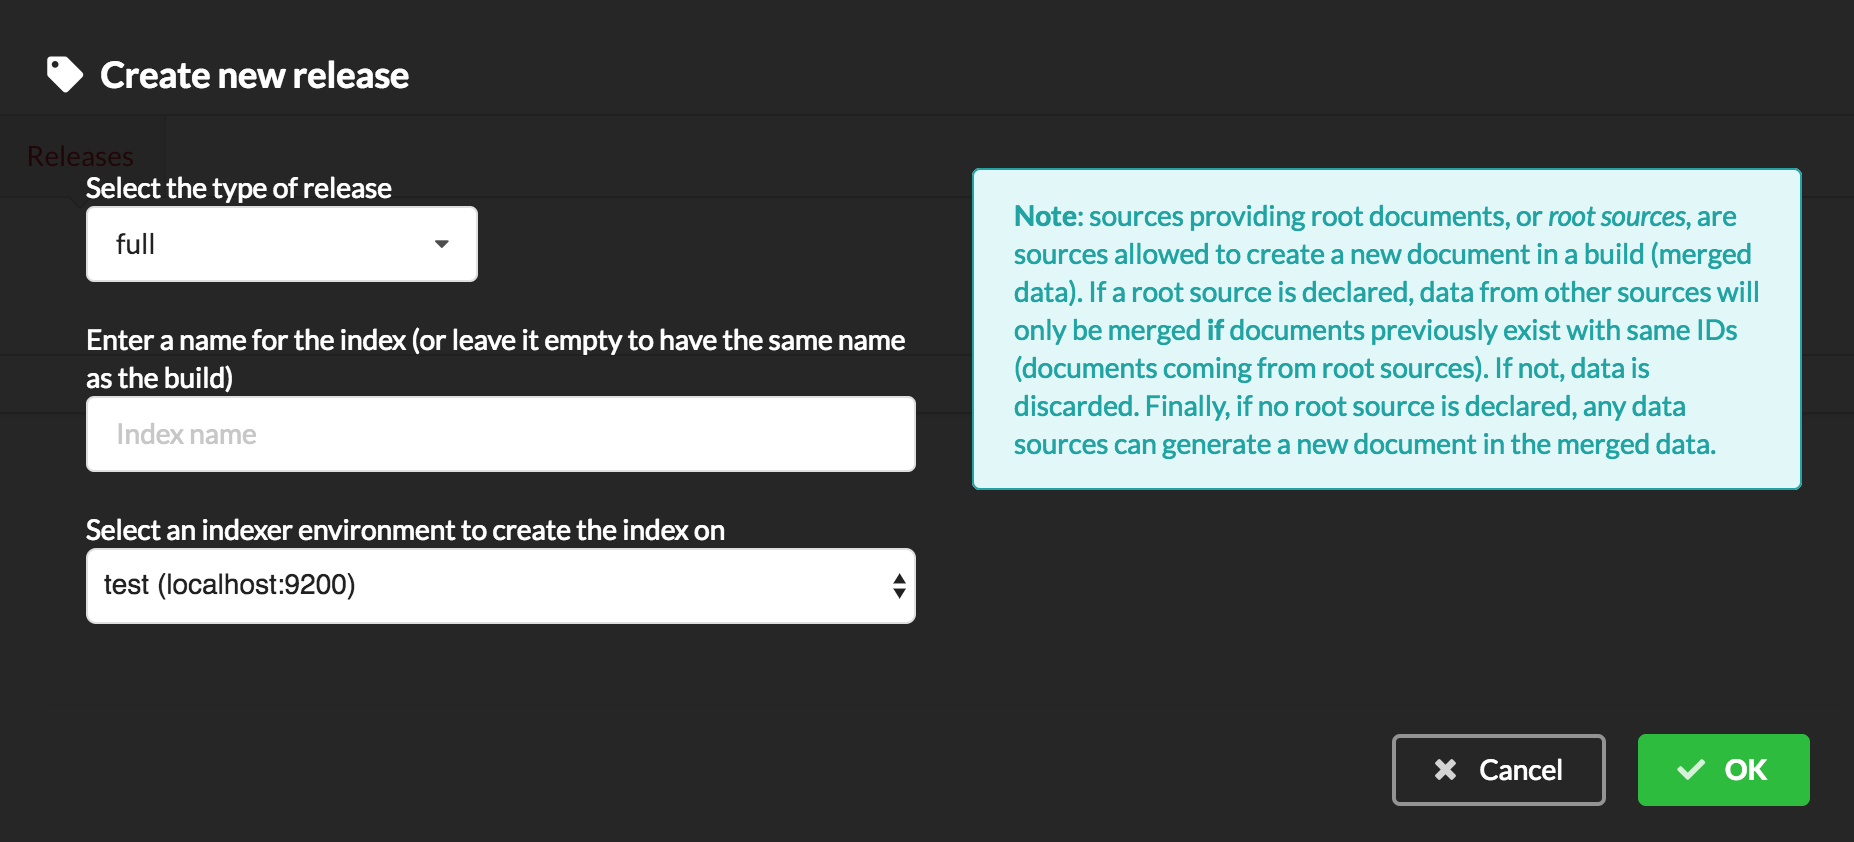 Create new release
Releases
Select the type of release
full
Enter a name for the index (or leave it empty to have the same name
as the build)
Index name
Select an indexer environment to create the index on
test (localhost:9200)
Note: sources providing root documents, or root sources, are
sources allowed to create a new document in a build (merged
data). If a root source is declared, data from other sources will
only be merged if documents previously exist with same IDs
(documents coming from root sources). If not, data is
discarded. Finally, if no root source is declared, any data
sources can generate a new document in the merged data.
Cancel
OK